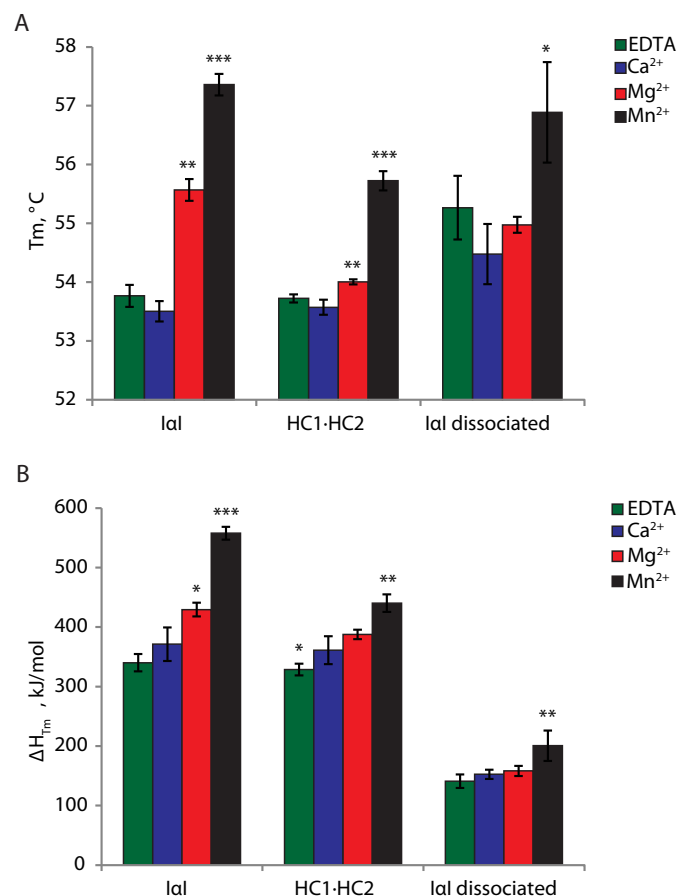 A
EDTA
Ca²⁺
Mg²⁺
Mn²⁺
Tm, °C
58
57
56
55
54
53
52
***
**
***
**
*
IαI
HC1·HC2
IαI dissociated
B
EDTA
Ca²⁺
Mg²⁺
Mn²⁺
ΔH_Tm , kJ/mol
600
500
400
300
200
100
0
***
*
**
*
**
IαI
HC1·HC2
IαI dissociated